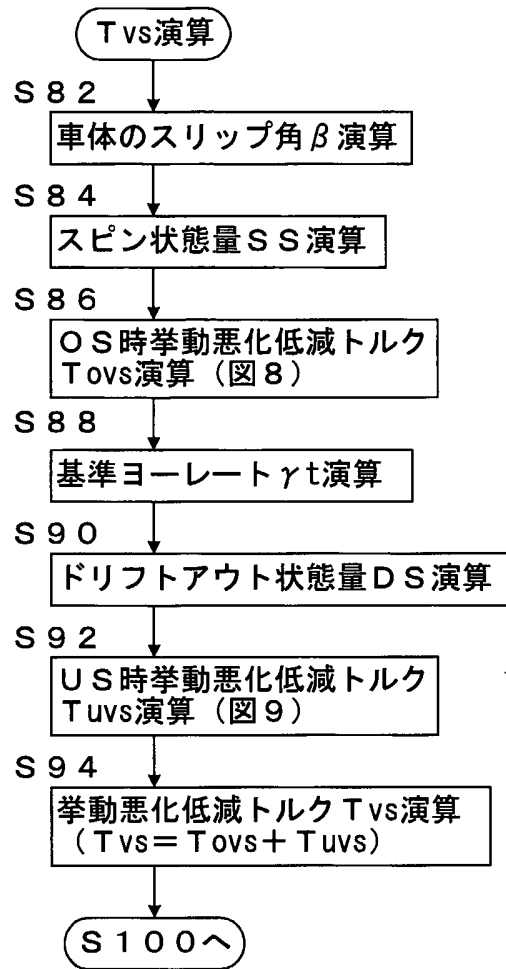 Tvs演算
S82
車体のスリップ角β演算
S84
スピン状態量SS演算
S86
OS時挙動悪化低減トルク
Tovs演算（図8）
S88
基準ヨーレートγt演算
S90
ドリフトアウト状態量DS演算
S92
US時挙動悪化低減トルク
Tuvs演算（図9）
S94
挙動悪化低減トルクTvs演算
（Tvs＝Tovs＋Tuvs）
S100へ